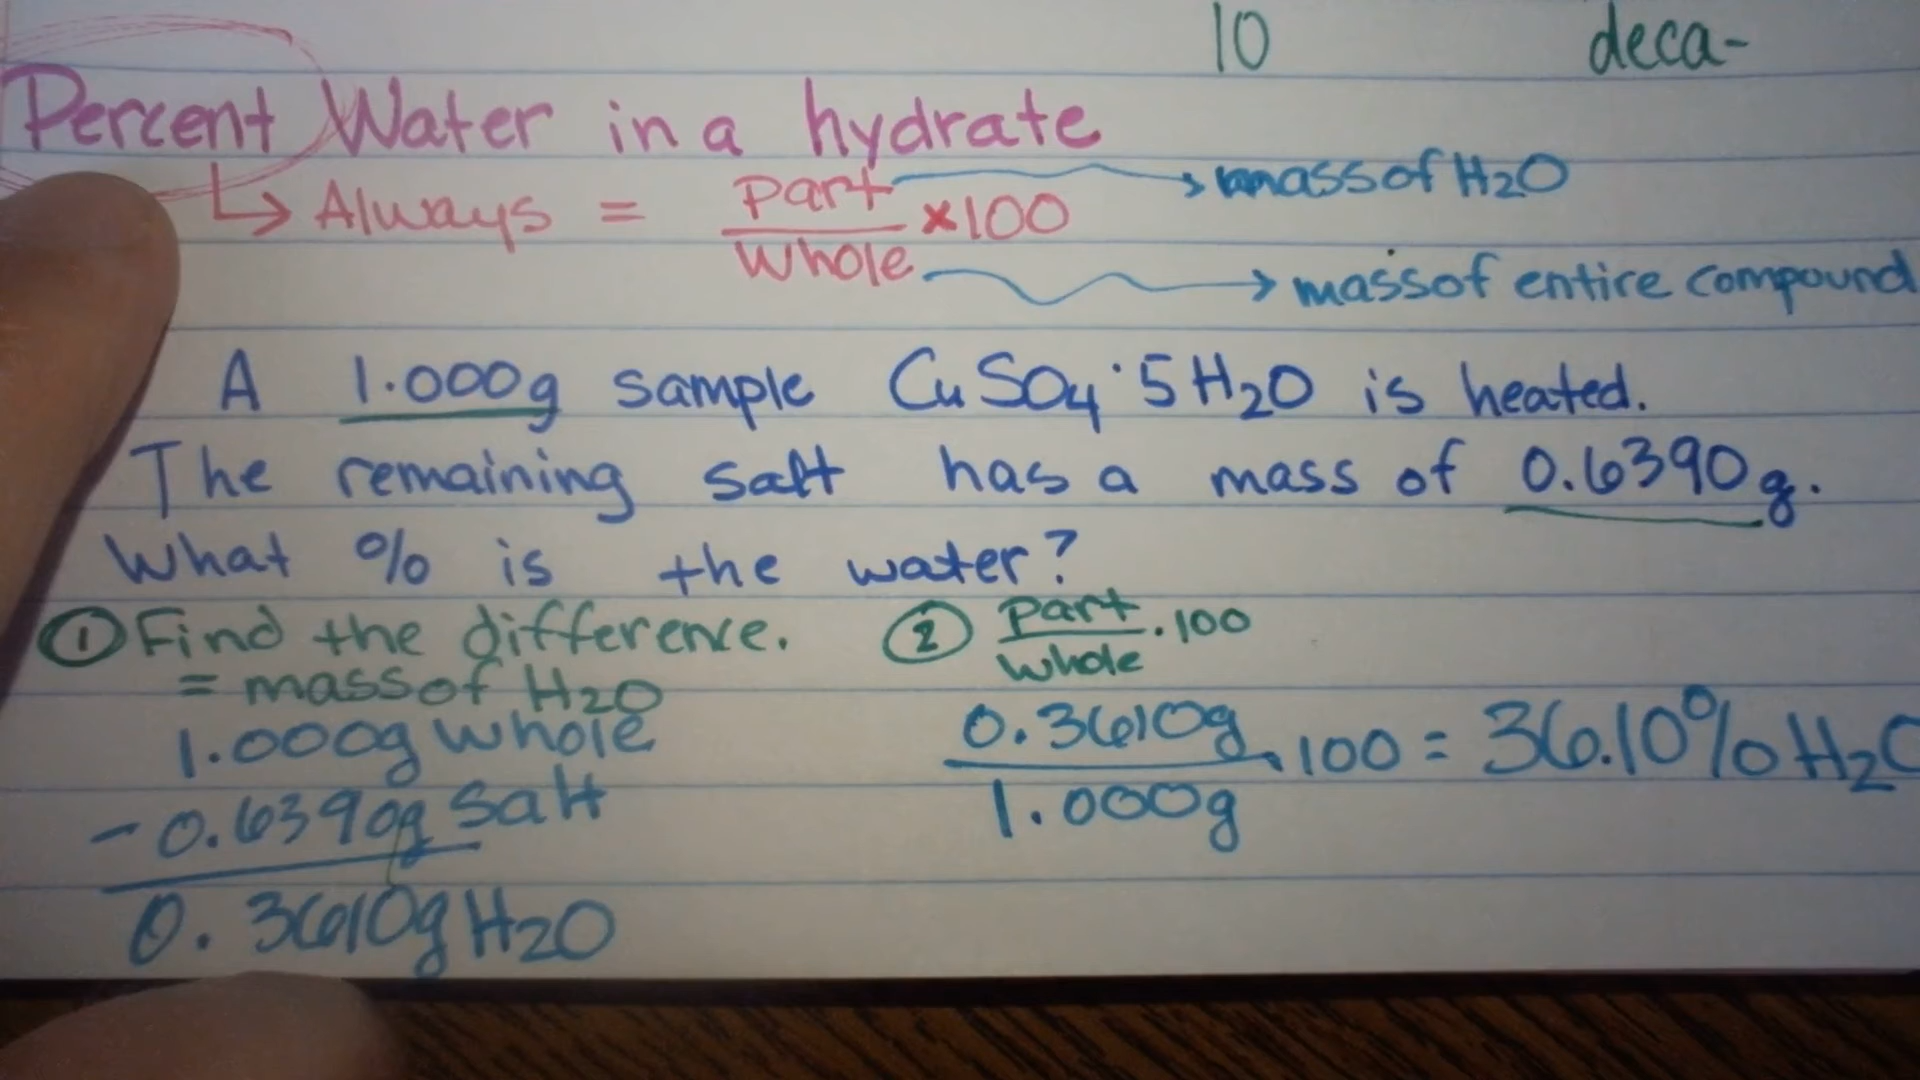 10 deca-
Percent Water in a hydrate
↳ Always = part/whole ×100 → mass of H2O
→ mass of entire compound
A 1.000g sample CuSO4·5H2O is heated.
The remaining salt has a mass of 0.6390g.
What % is the water?
① Find the difference. ② part/whole · 100
= mass of H2O
1.000g whole
- 0.6390g salt
0.3610g H2O
0.3610g/1.000g · 100 = 36.10% H2O